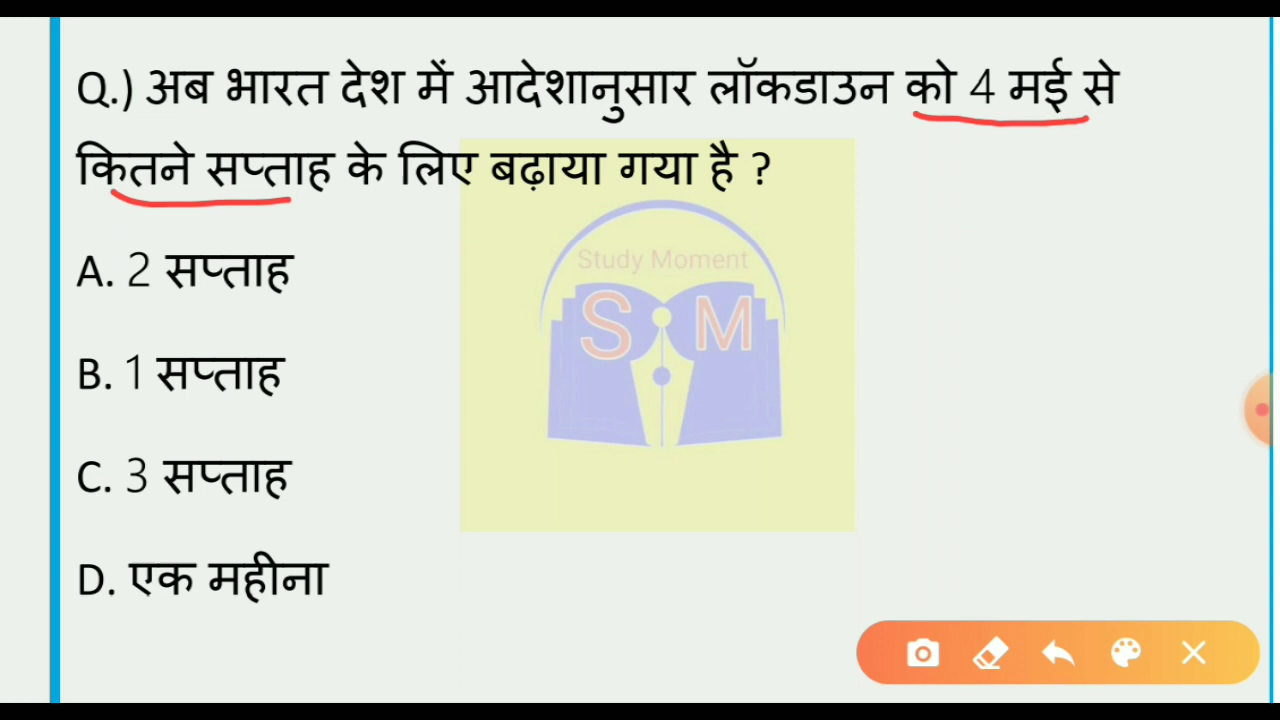 Q.) अब भारत देश में आदेशानुसार लॉकडाउन को 4 मई से
कितने सप्ताह के लिए बढ़ाया गया है ?
Study Moment
S M
A. 2 सप्ताह
B. 1 सप्ताह
C. 3 सप्ताह
D. एक महीना